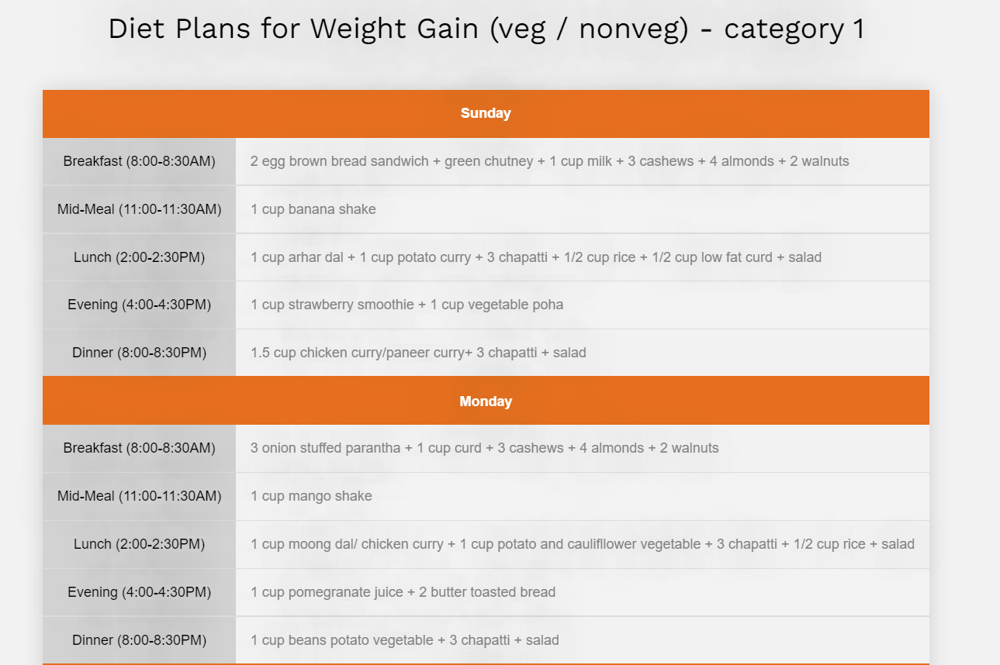 Diet Plans for Weight Gain (veg / nonveg) - category 1
Sunday
Breakfast (8:00-8:30AM) 2 egg brown bread sandwich + green chutney + 1 cup milk + 3 cashews + 4 almonds + 2 walnuts
Mid-Meal (11:00-11:30AM) 1 cup banana shake
Lunch (2:00-2:30PM) 1 cup arhar dal + 1 cup potato curry + 3 chapatti + 1/2 cup rice + 1/2 cup low fat curd + salad
Evening (4:00-4:30PM) 1 cup strawberry smoothie + 1 cup vegetable poha
Dinner (8:00-8:30PM) 1.5 cup chicken curry/paneer curry+ 3 chapatti + salad
Monday
Breakfast (8:00-8:30AM) 3 onion stuffed parantha + 1 cup curd + 3 cashews + 4 almonds + 2 walnuts
Mid-Meal (11:00-11:30AM) 1 cup mango shake
Lunch (2:00-2:30PM) 1 cup moong dal/ chicken curry + 1 cup potato and caulifllower vegetable + 3 chapatti + 1/2 cup rice + salad
Evening (4:00-4:30PM) 1 cup pomegranate juice + 2 butter toasted bread
Dinner (8:00-8:30PM) 1 cup beans potato vegetable + 3 chapatti + salad